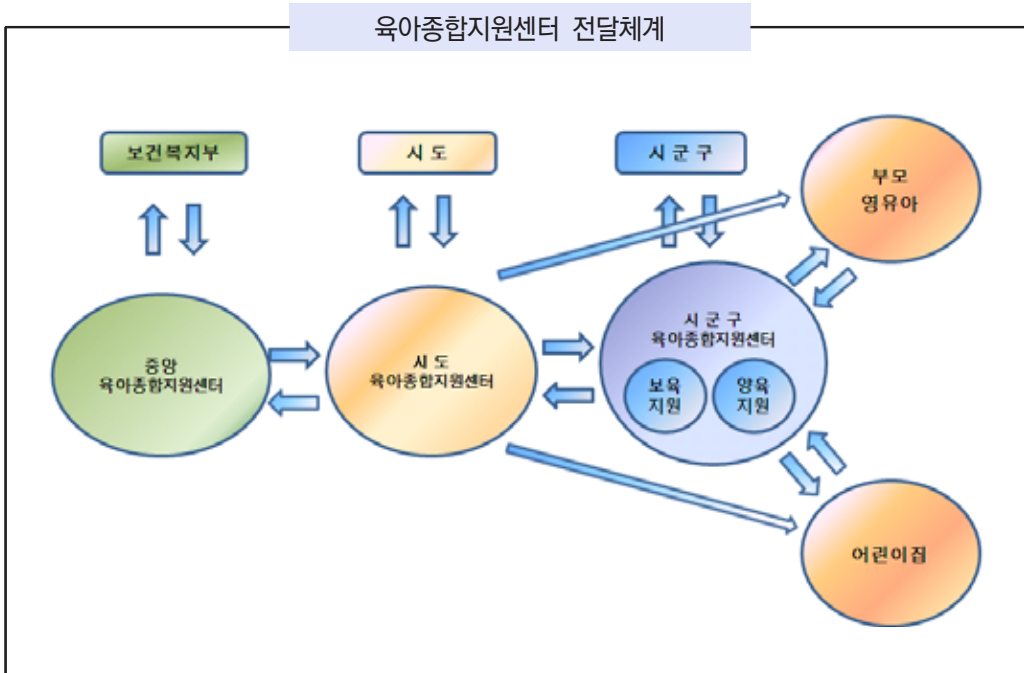 육아종합지원센터 전달체계
보건복지부
시 도
시 군 구
부모
영유아
중앙
육아종합지원센터
시 도
육아종합지원센터
시 군 구
육아종합지원센터
보육
지원
양육
지원
어린이집